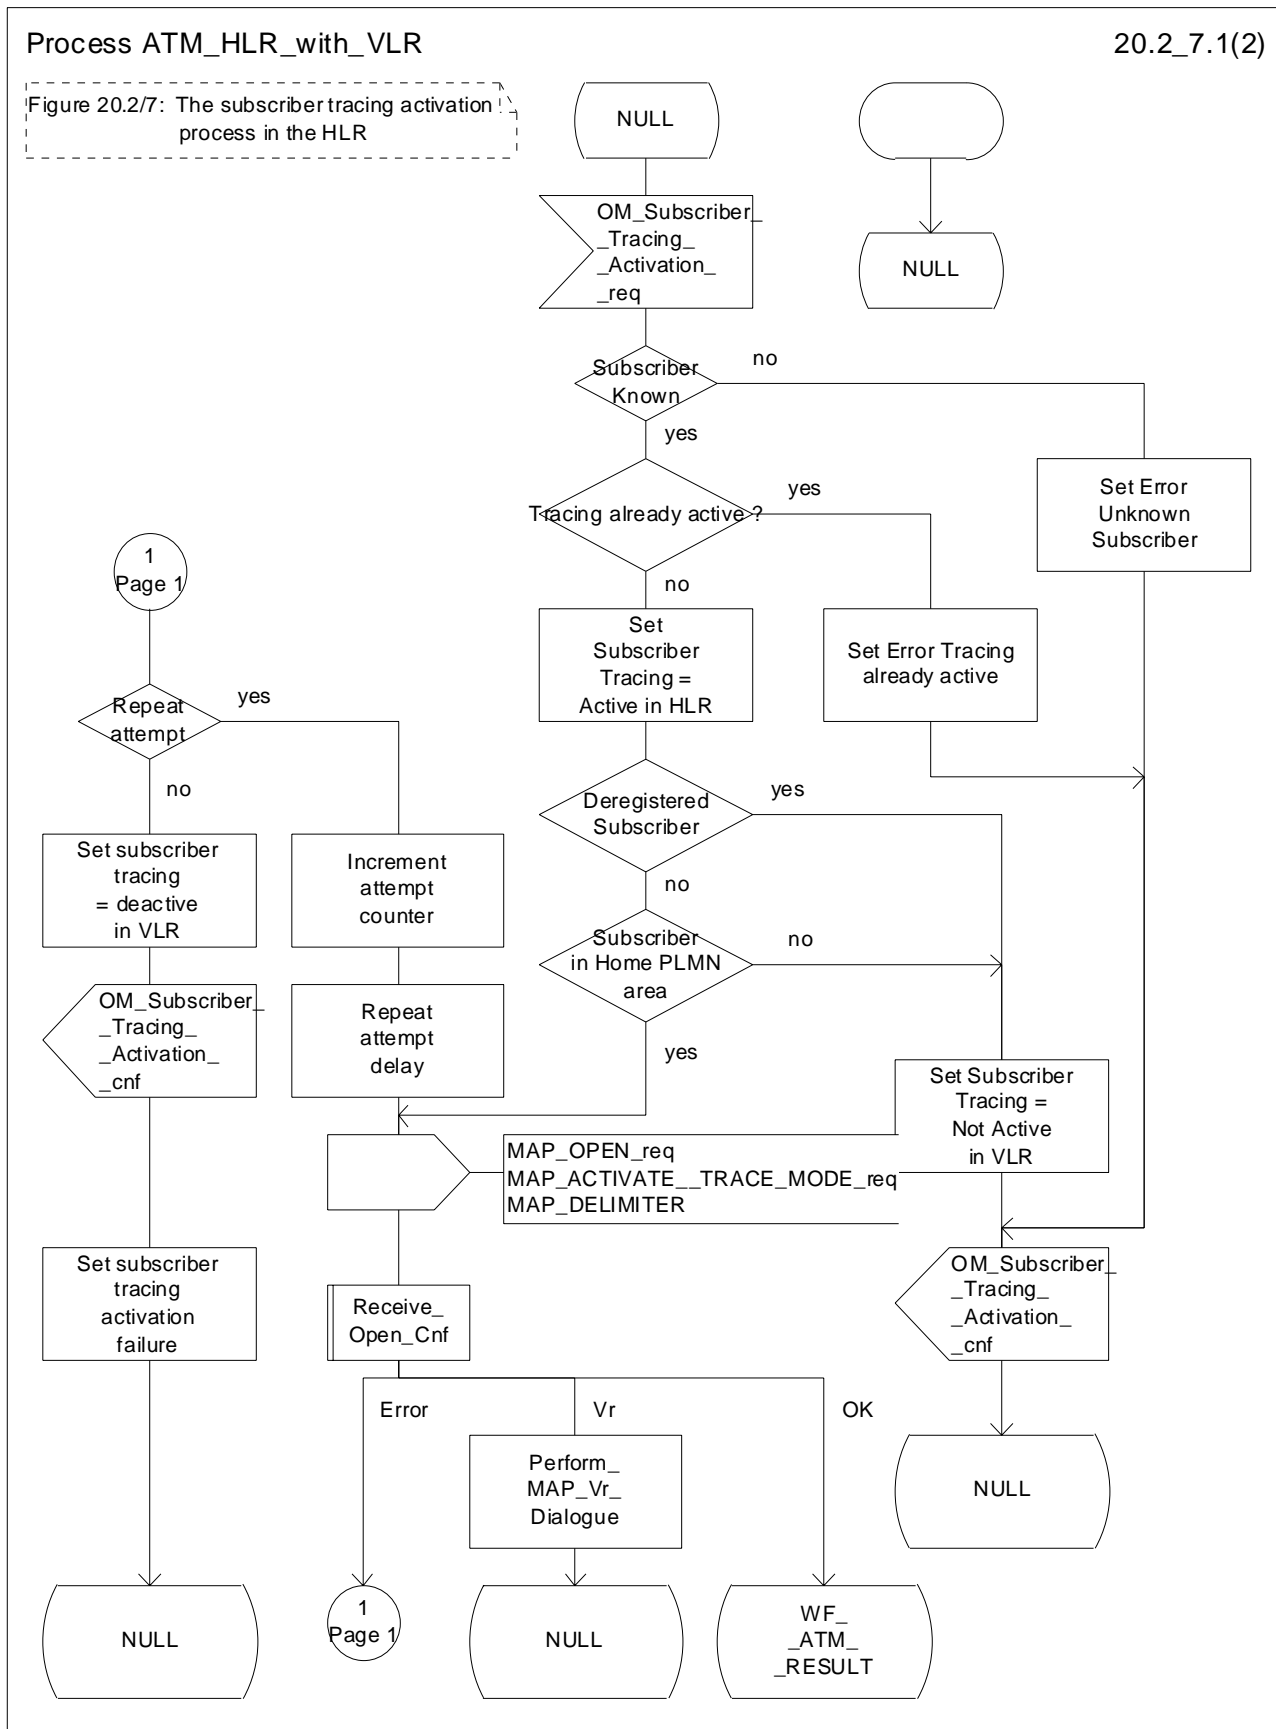 Process ATM_HLR_with_VLR
20.2_7.1(2)
Figure 20.2/7: The subscriber tracing activation
process in the HLR
NULL
OM_Subscriber_
_Tracing_
_Activation_
_req
NULL
Subscriber
Known
no
yes
Tracing already active ?
yes
no
Set Error
Unknown
Subscriber
1
Page 1
Set
Subscriber
Tracing =
Active in HLR
Set Error Tracing
already active
Repeat
attempt
yes
no
Deregistered
Subscriber
yes
no
Set subscriber
tracing
= deactive
in VLR
Increment
attempt
counter
Subscriber
in Home PLMN
area
no
yes
OM_Subscriber_
_Tracing_
_Activation_
_cnf
Repeat
attempt
delay
Set Subscriber
Tracing =
Not Active
in VLR
MAP_OPEN_req
MAP_ACTIVATE__TRACE_MODE_req
MAP_DELIMITER
Set subscriber
tracing
activation
failure
Receive_
Open_Cnf
OM_Subscriber_
_Tracing_
_Activation_
_cnf
Error
Vr
OK
Perform_
MAP_Vr_
Dialogue
NULL
NULL
1
Page 1
NULL
WF_
_ATM_
_RESULT